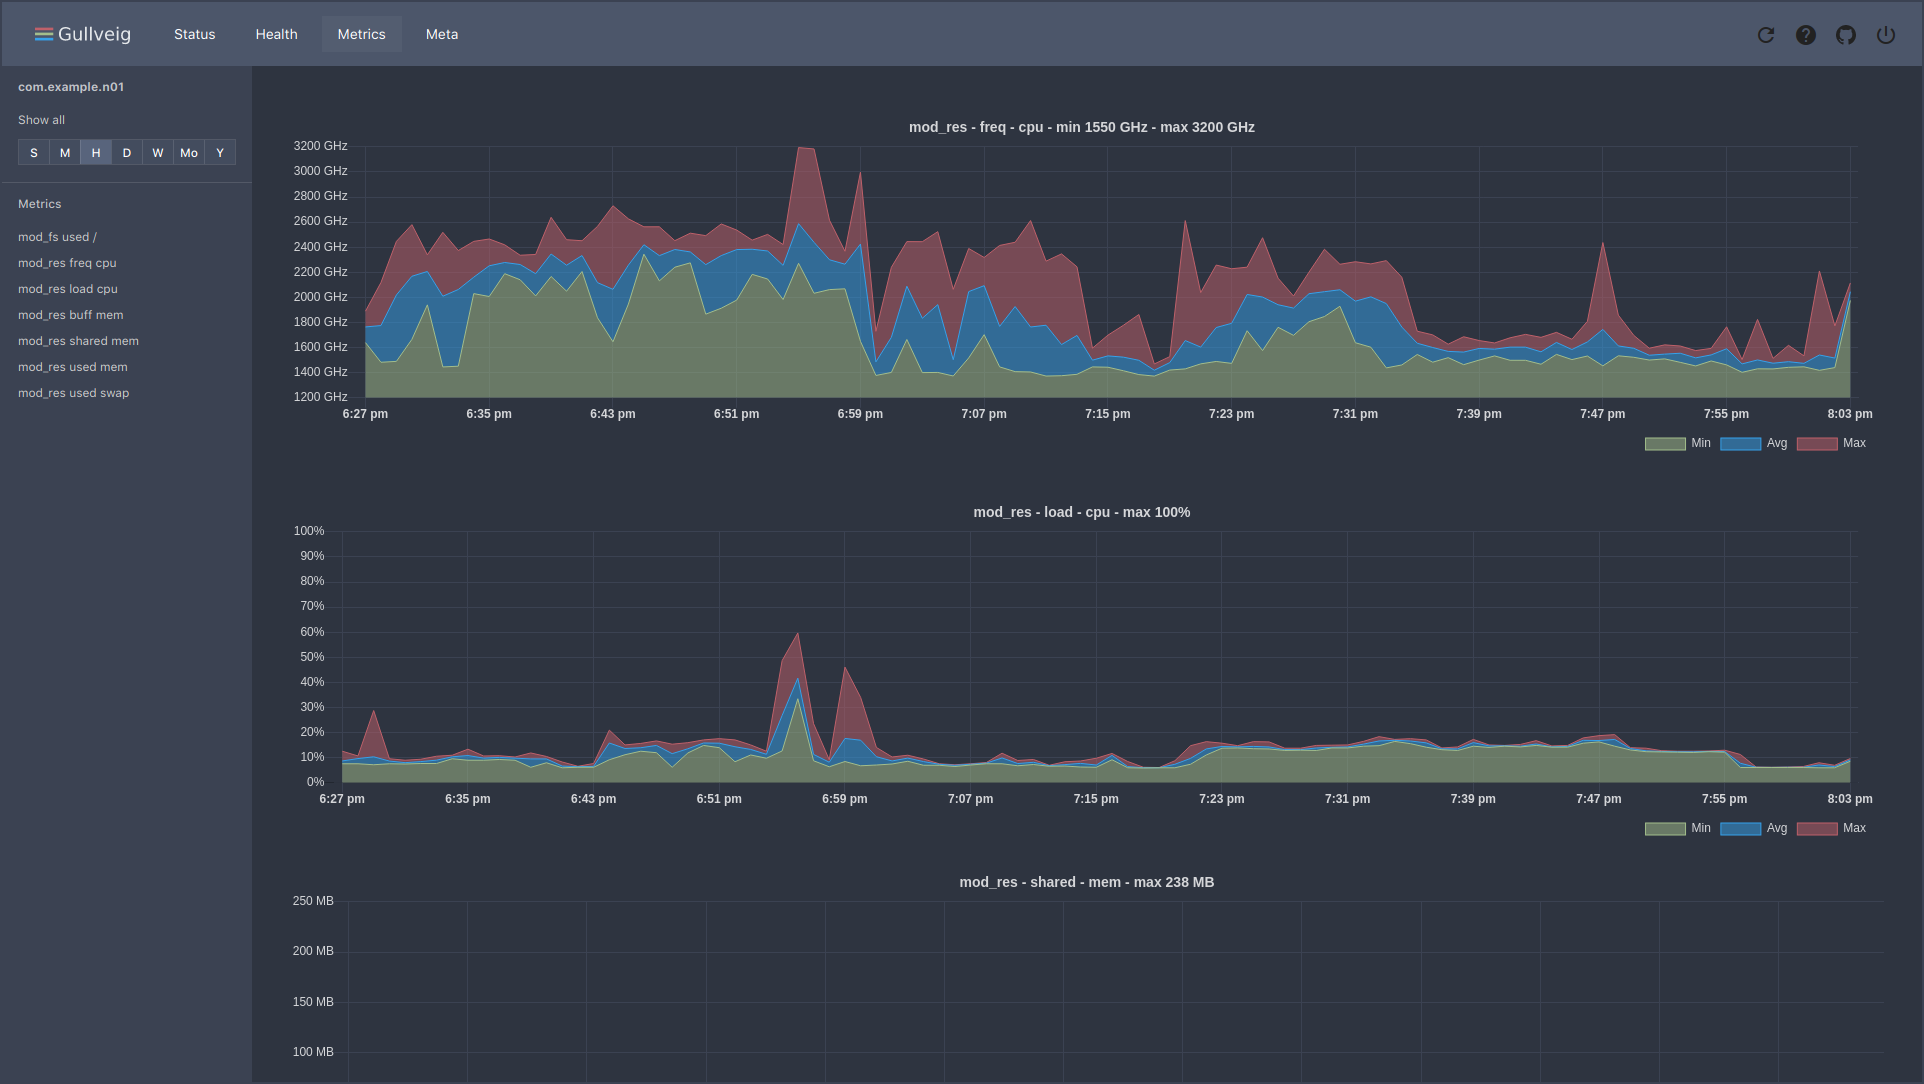 Gullveig Status Health Metrics Meta
com.example.n01
Show all
S M H D W Mo Y
Metrics
mod_fs used /
mod_res freq cpu
mod_res load cpu
mod_res buff mem
mod_res shared mem
mod_res used mem
mod_res used swap
mod_res - freq - cpu - min 1550 GHz - max 3200 GHz
3200 GHz
3000 GHz
2800 GHz
2600 GHz
2400 GHz
2200 GHz
2000 GHz
1800 GHz
1600 GHz
1400 GHz
1200 GHz
6:27 pm 6:35 pm 6:43 pm 6:51 pm 6:59 pm 7:07 pm 7:15 pm 7:23 pm 7:31 pm 7:39 pm 7:47 pm 7:55 pm 8:03 pm
Min Avg Max
mod_res - load - cpu - max 100%
100%
90%
80%
70%
60%
50%
40%
30%
20%
10%
0%
6:27 pm 6:35 pm 6:43 pm 6:51 pm 6:59 pm 7:07 pm 7:15 pm 7:23 pm 7:31 pm 7:39 pm 7:47 pm 7:55 pm 8:03 pm
Min Avg Max
mod_res - shared - mem - max 238 MB
250 MB
200 MB
150 MB
100 MB